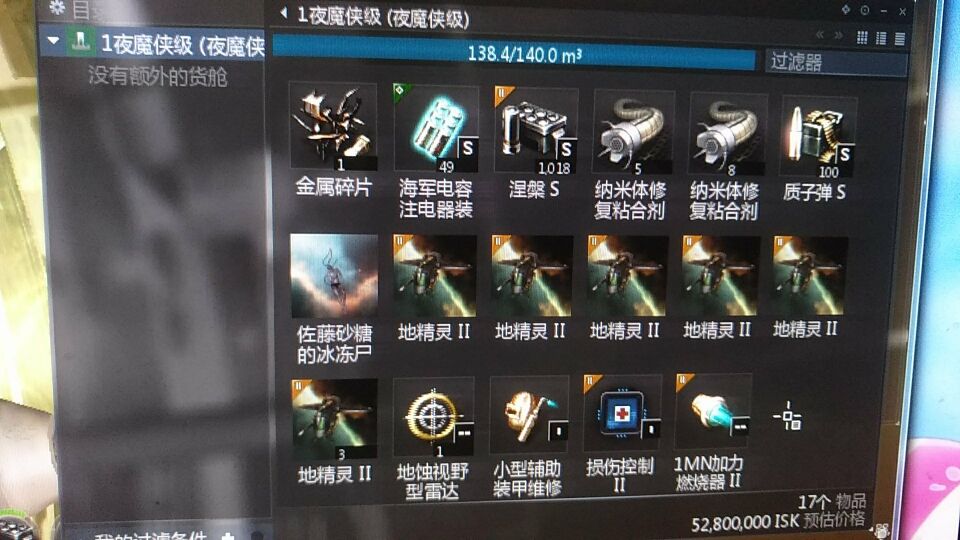 1夜魔侠级 (夜魔侠级)
1夜魔侠级 (夜魔侠
没有额外的货舱
138.4/140.0 m³
过滤器
1
金属碎片
S
49
海军电容
注电器装
S
1,018
涅槃 S
5
纳米体修
复粘合剂
8
纳米体修
复粘合剂
S
100
质子弹 S
佐藤砂糖
的冰冻尸
地精灵 II
地精灵 II
地精灵 II
地精灵 II
地精灵 II
3
地精灵 II
1
地蚀视野
型雷达
小型辅助
装甲维修
损伤控制
II
1MN加力
燃烧器 II
17个 物品
52,800,000 ISK 预估价格
我的过滤条件